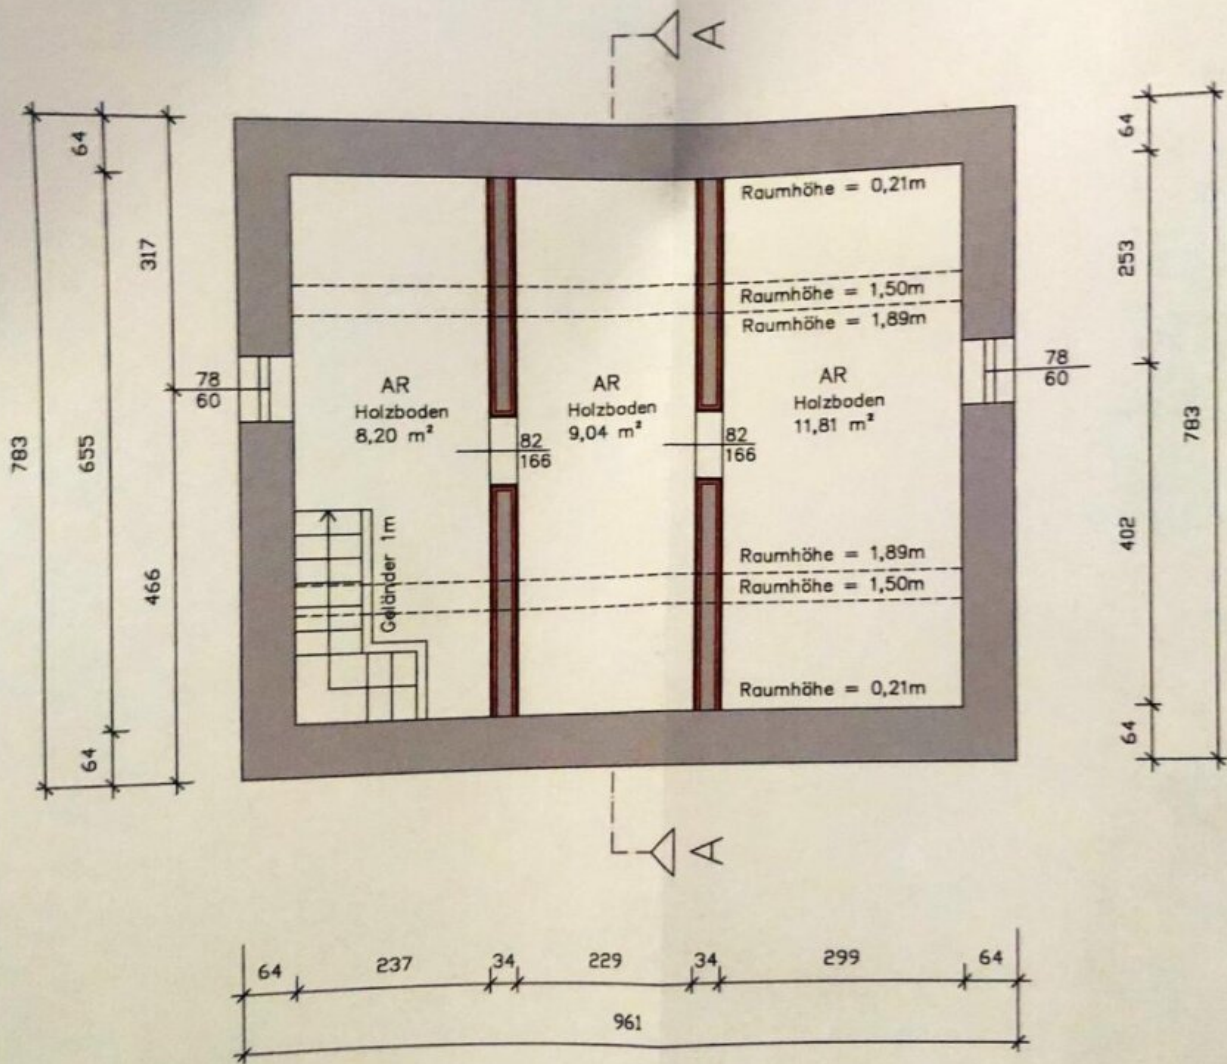 A
64
317
783
655
466
64
64
253
402
783
64
Raumhöhe = 0,21m
Raumhöhe = 1,50m
Raumhöhe = 1,89m
78
60
AR
Holzboden
8,20 m²
82
166
AR
Holzboden
9,04 m²
82
166
AR
Holzboden
11,81 m²
78
60
Geländer 1m
Raumhöhe = 1,89m
Raumhöhe = 1,50m
Raumhöhe = 0,21m
A
64 237 34 229 34 299 64
961